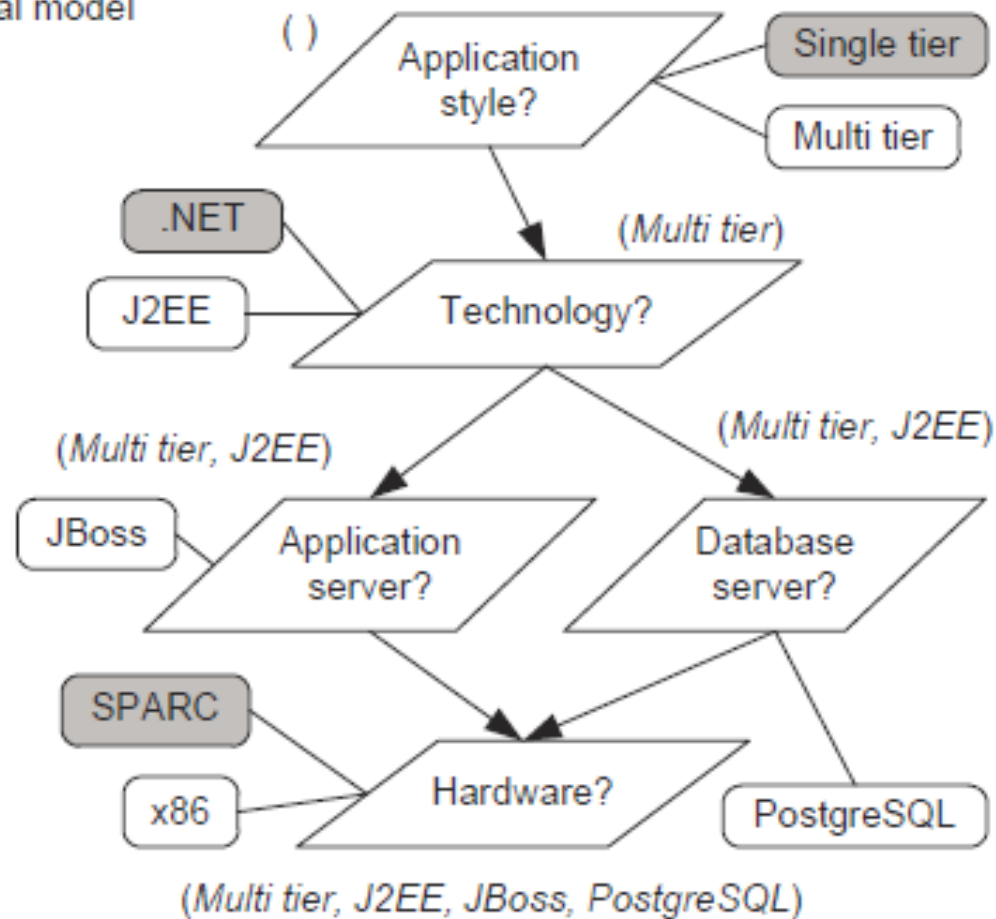 al model
( )
Application
style?
Single tier
Multi tier
.NET
(Multi tier)
J2EE
Technology?
(Multi tier, J2EE)
(Multi tier, J2EE)
JBoss
Application
server?
Database
server?
SPARC
Hardware?
x86
PostgreSQL
(Multi tier, J2EE, JBoss, PostgreSQL)